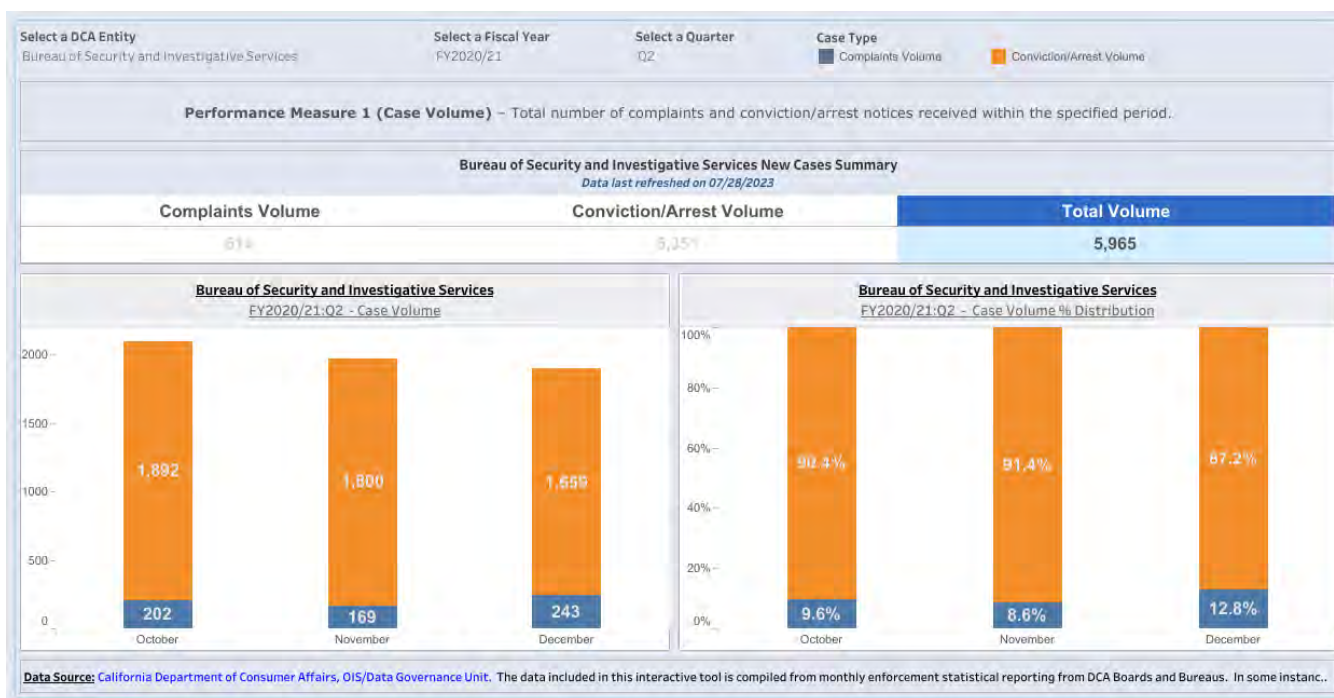 Select a DCA Entity
Select a Fiscal Year
Select a Quarter
Case Type
Bureau of Security and Investigative Services
FY2020/21
Q2
Complaints Volume
Conviction/Arrest Volume
Performance Measure 1 (Case Volume) – Total number of complaints and conviction/arrest notices received within the specified period.
Bureau of Security and Investigative Services New Cases Summary
Data last refreshed on 07/28/2023
Complaints Volume
Conviction/Arrest Volume
Total Volume
614
5,351
5,965
Bureau of Security and Investigative Services
FY2020/21:Q2 - Case Volume
2000
1500
1000
500
0
1,892
1,800
1,659
202
169
243
October
November
December
Bureau of Security and Investigative Services
FY2020/21:Q2 - Case Volume % Distribution
100%
80%
60%
40%
20%
0%
90.4%
91.4%
87.2%
9.6%
8.6%
12.8%
October
November
December
Data Source: California Department of Consumer Affairs, OIS/Data Governance Unit. The data included in this interactive tool is compiled from monthly enforcement statistical reporting from DCA Boards and Bureaus. In some instanc..